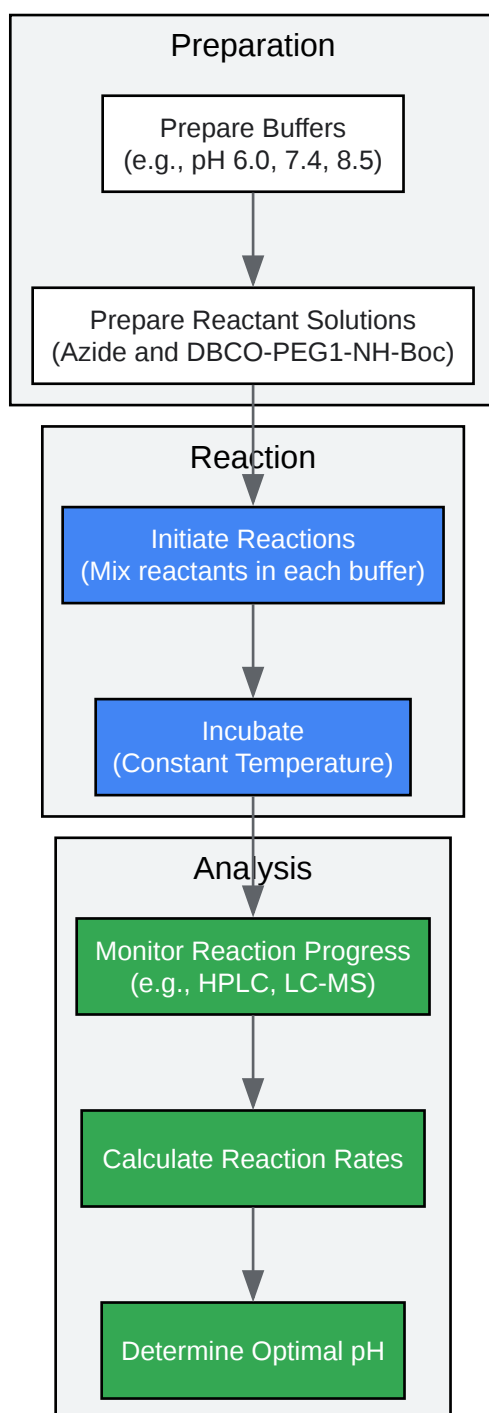 Preparation
Prepare Buffers
(e.g., pH 6.0, 7.4, 8.5)
Prepare Reactant Solutions
(Azide and DBCO-PEG1-NH-Boc)
Reaction
Initiate Reactions
(Mix reactants in each buffer)
Incubate
(Constant Temperature)
Analysis
Monitor Reaction Progress
(e.g., HPLC, LC-MS)
Calculate Reaction Rates
Determine Optimal pH